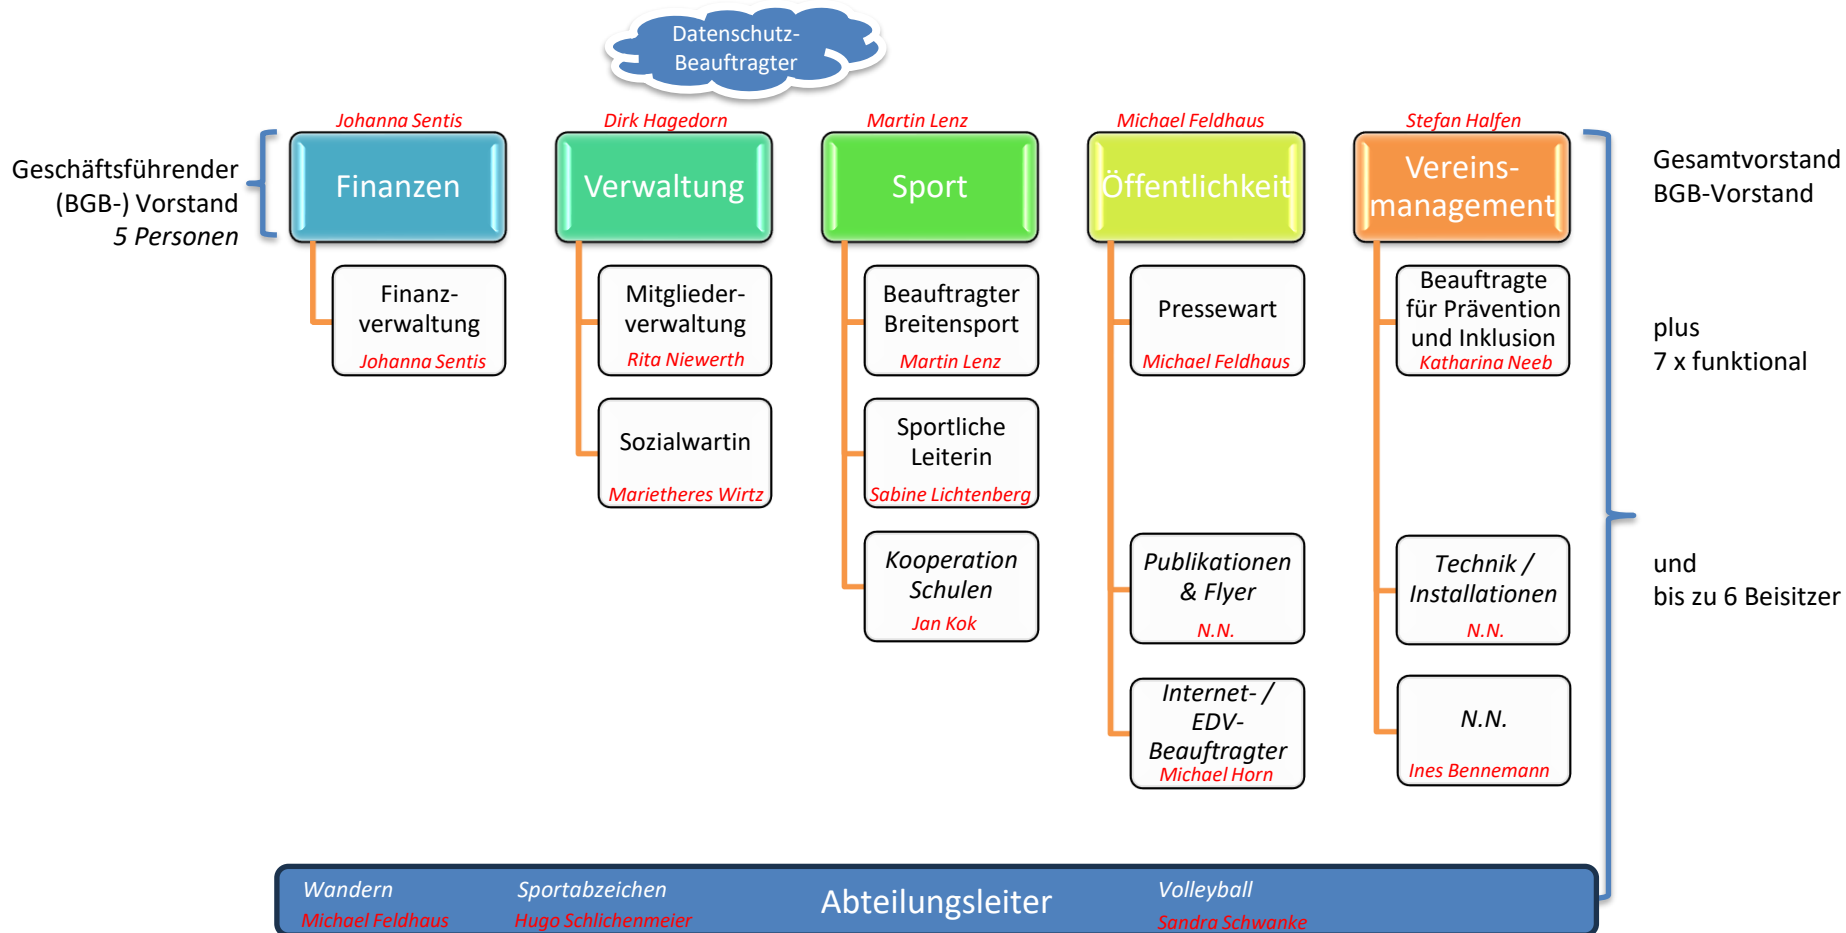 Datenschutz-
Beauftragter
Johanna Sentis
Dirk Hagedorn
Martin Lenz
Michael Feldhaus
Stefan Halfen
Geschäftsführender
(BGB-) Vorstand
5 Personen
Finanzen
Verwaltung
Sport
Öffentlichkeit
Vereins-
management
Gesamtvorstand
BGB-Vorstand
Finanz-
verwaltung
Johanna Sentis
Mitglieder-
verwaltung
Rita Niewerth
Beauftragter
Breitensport
Martin Lenz
Pressewart
Michael Feldhaus
Beauftragte
für Prävention
und Inklusion
Katharina Neeb
plus
7 x funktional
Sozialwartin
Marietheres Wirtz
Sportliche
Leiterin
Sabine Lichtenberg
Kooperation
Schulen
Jan Kok
Publikationen
& Flyer
N.N.
Technik /
Installationen
N.N.
und
bis zu 6 Beisitzer
Internet- /
EDV-
Beauftragter
Michael Horn
N.N.
Ines Bennemann
Wandern
Michael Feldhaus
Sportabzeichen
Hugo Schlichenmeier
Abteilungsleiter
Volleyball
Sandra Schwanke